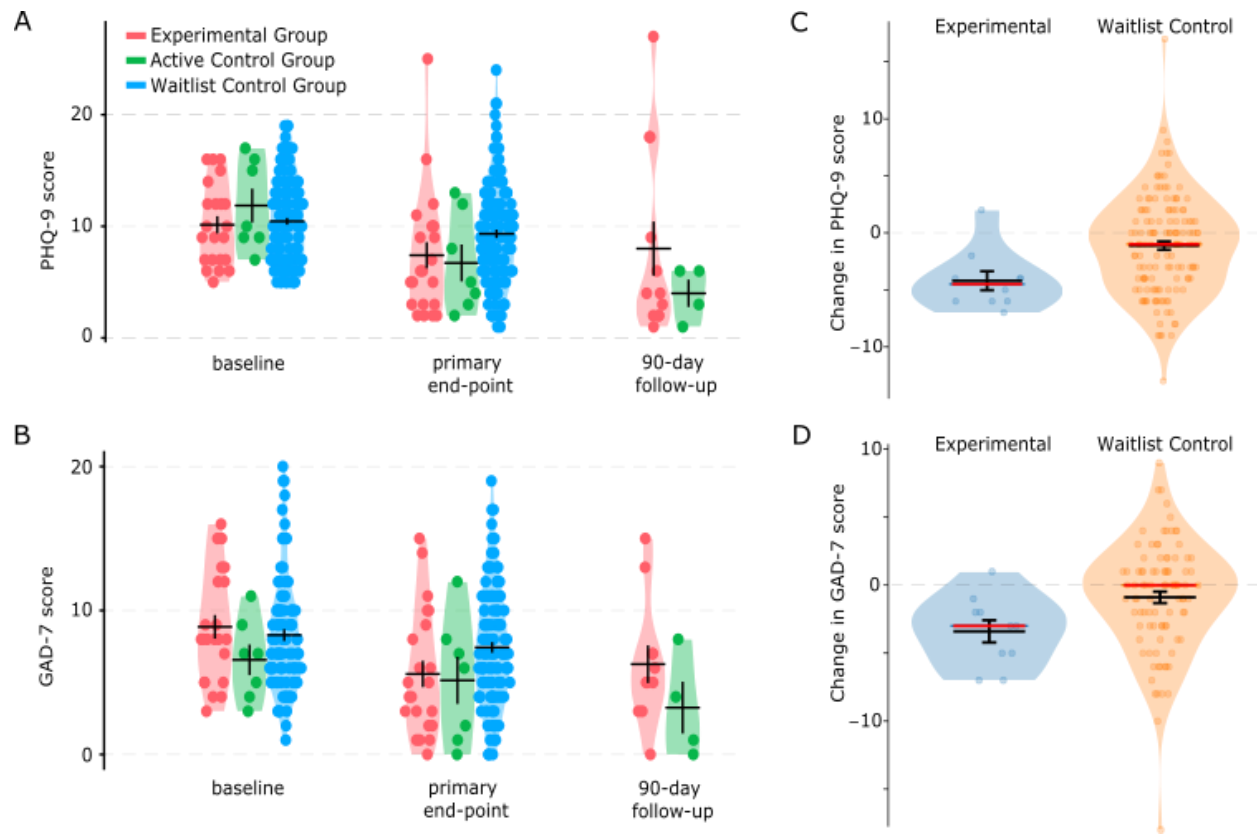 A
Experimental Group
Active Control Group
Waitlist Control Group
PHQ-9 score
20
10
0
baseline
primary
end-point
90-day
follow-up
B
GAD-7 score
20
10
0
baseline
primary
end-point
90-day
follow-up
C
Experimental
Waitlist Control
Change in PHQ-9 score
10
0
−10
D
Experimental
Waitlist Control
Change in GAD-7 score
10
0
−10